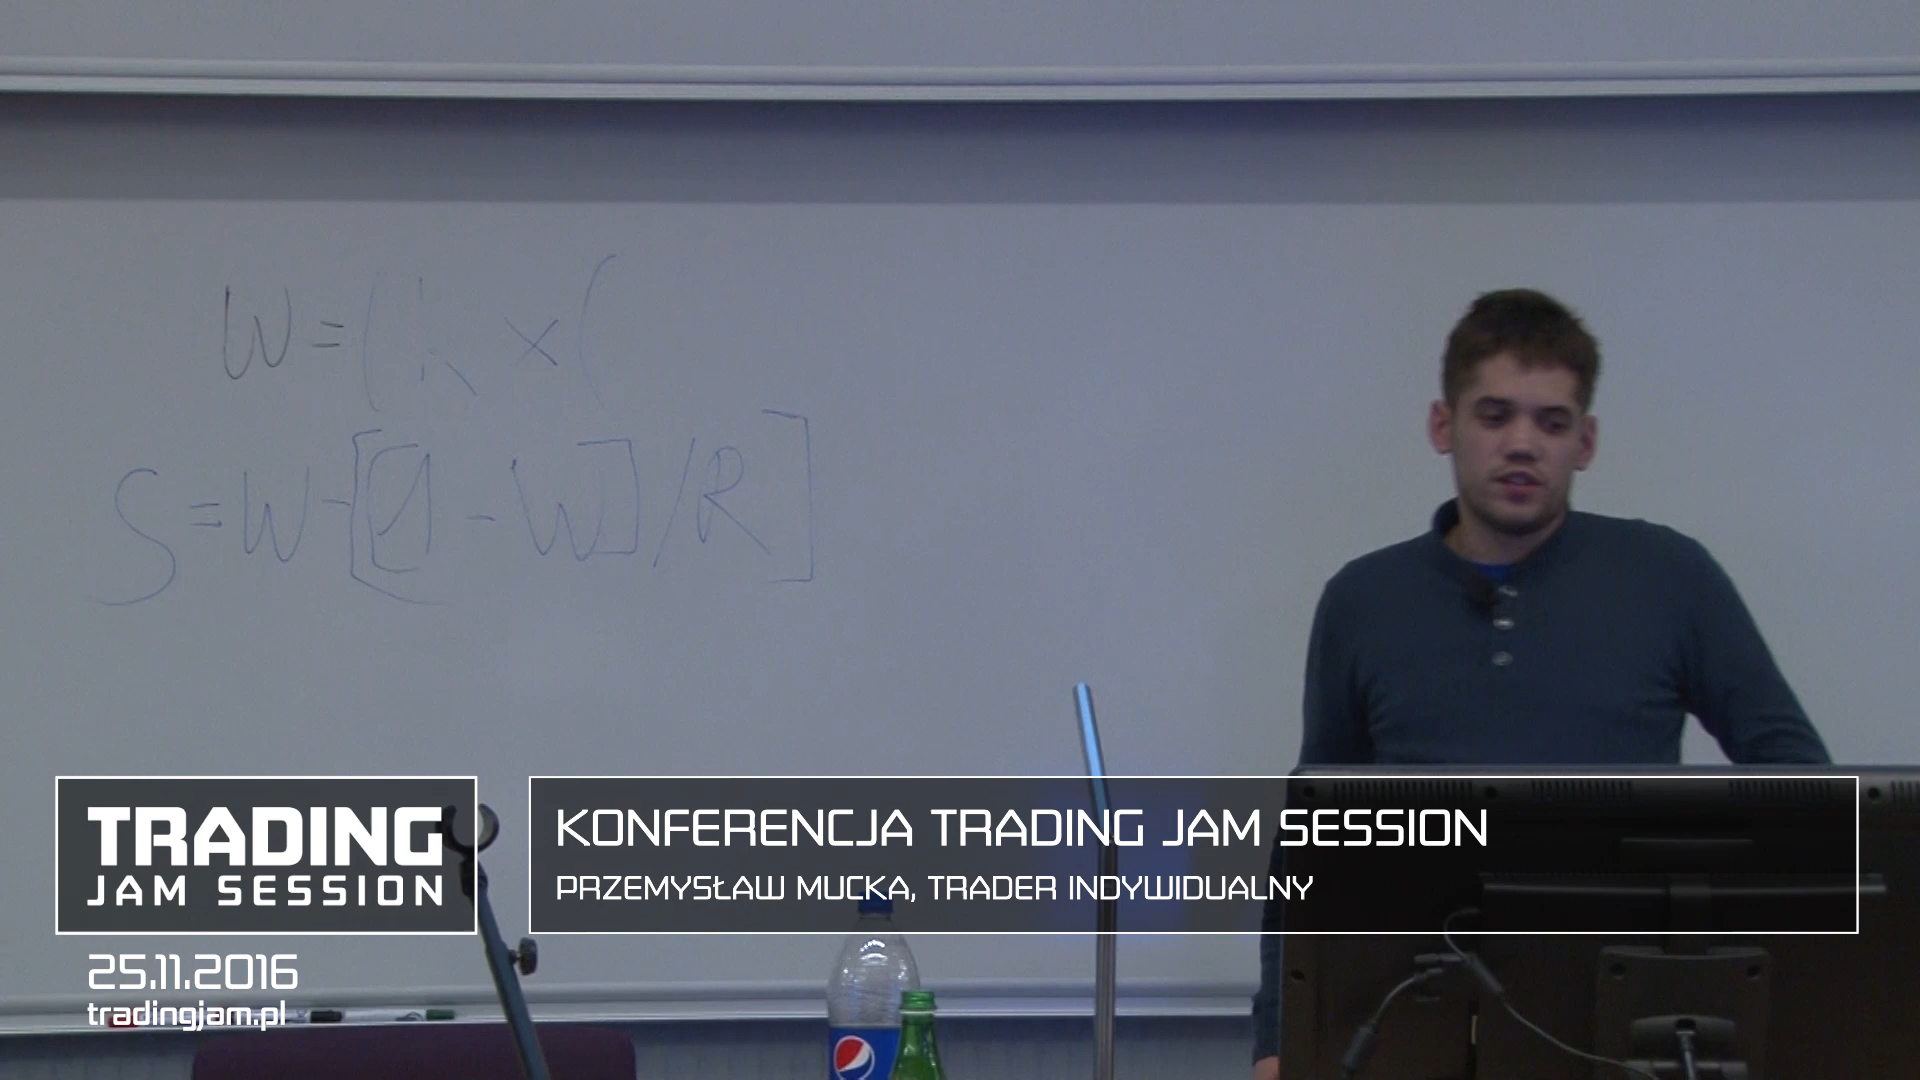 W = ( k × (
S = W - [[1 - W] / R]
TRADING
JAM SESSION
KONFERENCJA TRADING JAM SESSION
PRZEMYSŁAW MUCKA, TRADER INDYWIDUALNY
25.11.2016
tradingjam.pl